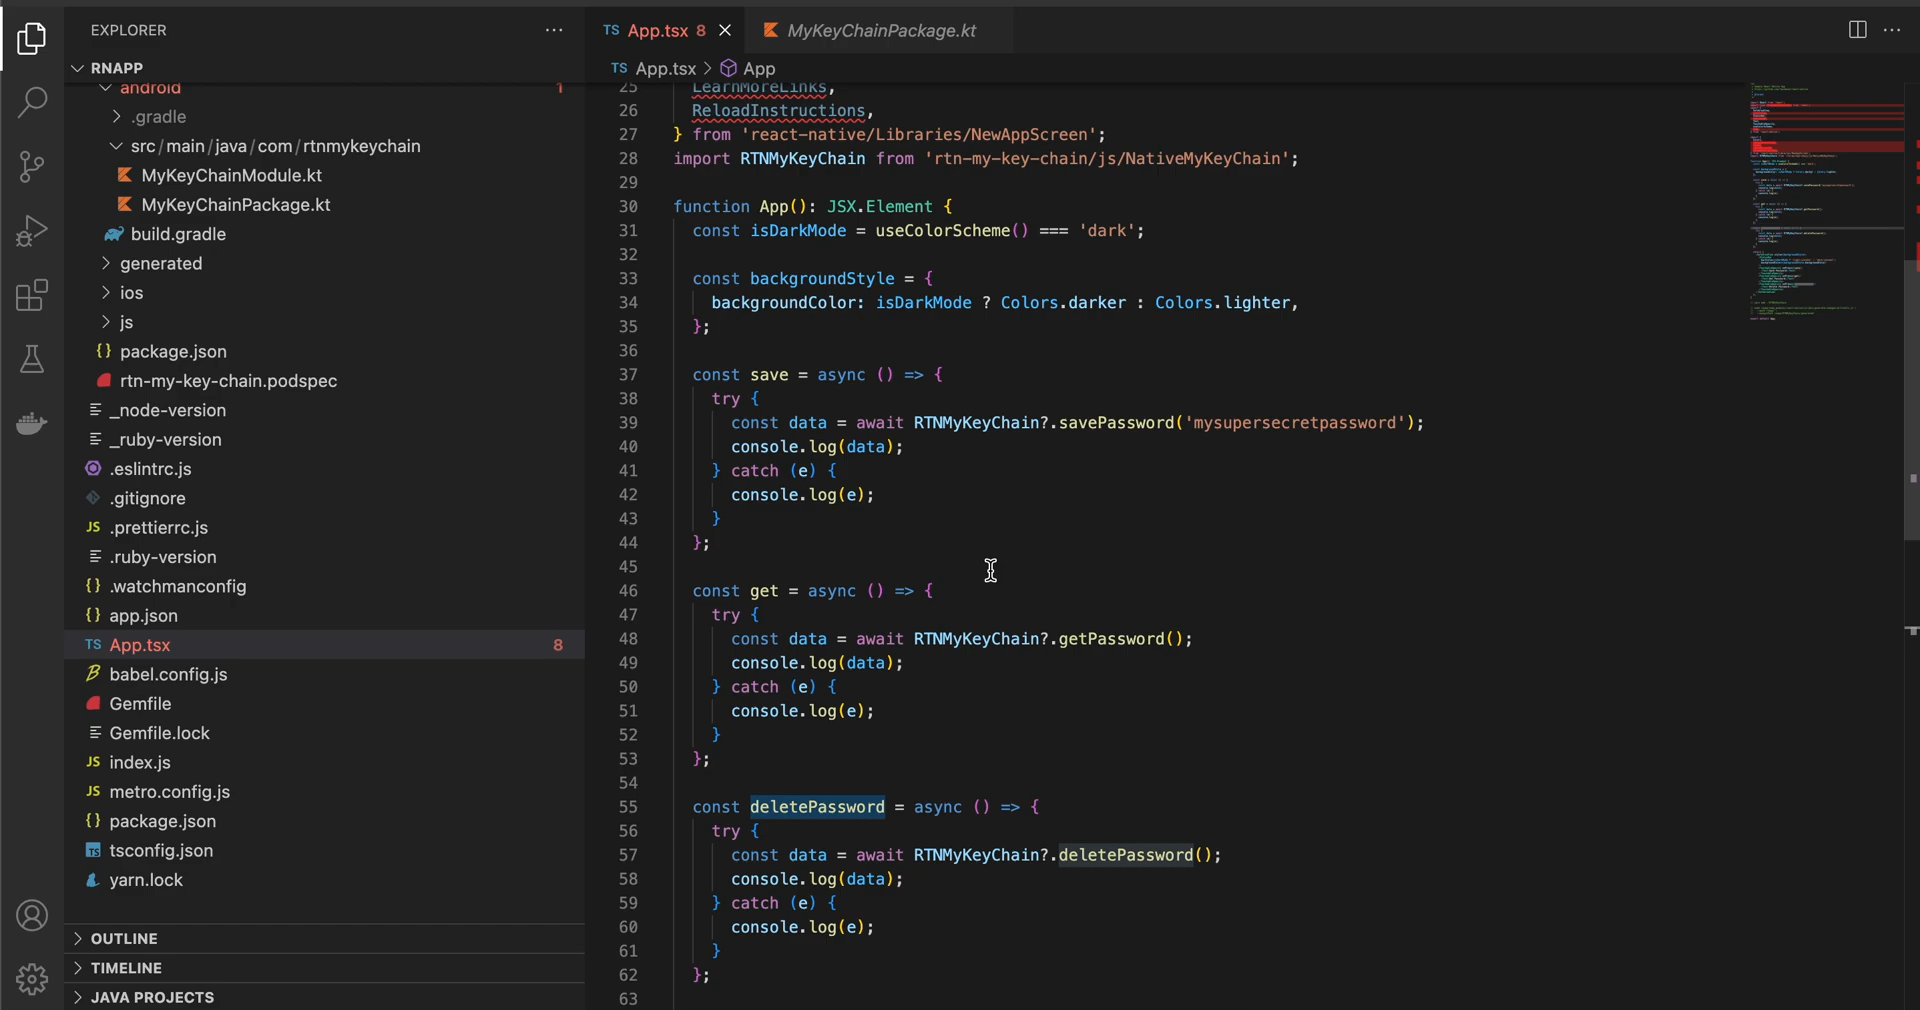 EXPLORER
RNAPP
android 1
.gradle
src/main/java/com/rtnmykeychain
MyKeyChainModule.kt
MyKeyChainPackage.kt
build.gradle
generated
ios
js
package.json
rtn-my-key-chain.podspec
_node-version
_ruby-version
.eslintrc.js
.gitignore
.prettierrc.js
.ruby-version
.watchmanconfig
app.json
TS App.tsx 8
babel.config.js
Gemfile
Gemfile.lock
JS index.js
JS metro.config.js
{} package.json
tsconfig.json
yarn.lock
OUTLINE
TIMELINE
JAVA PROJECTS
TS App.tsx 8
MyKeyChainPackage.kt
TS App.tsx > App
25 LearnMoreLinks,
26 ReloadInstructions,
27 } from 'react-native/Libraries/NewAppScreen';
28 import RTNMyKeyChain from 'rtn-my-key-chain/js/NativeMyKeyChain';
29
30 function App(): JSX.Element {
31 const isDarkMode = useColorScheme() === 'dark';
32
33 const backgroundStyle = {
34 backgroundColor: isDarkMode ? Colors.darker : Colors.lighter,
35 };
36
37 const save = async () => {
38 try {
39 const data = await RTNMyKeyChain?.savePassword('mysupersecretpassword');
40 console.log(data);
41 } catch (e) {
42 console.log(e);
43 }
44 };
45
46 const get = async () => {
47 try {
48 const data = await RTNMyKeyChain?.getPassword();
49 console.log(data);
50 } catch (e) {
51 console.log(e);
52 }
53 };
54
55 const deletePassword = async () => {
56 try {
57 const data = await RTNMyKeyChain?.deletePassword();
58 console.log(data);
59 } catch (e) {
60 console.log(e);
61 }
62 };
63